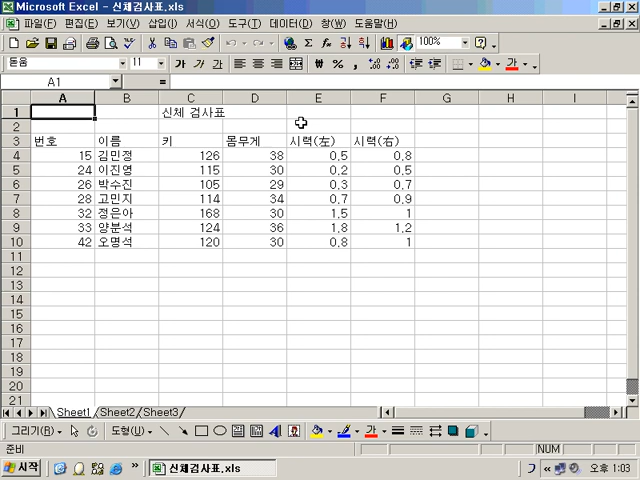 Microsoft Excel - 신체검사표.xls
파일(F) 편집(E) 보기(V) 삽입(I) 서식(O) 도구(T) 데이터(D) 창(W) 도움말(H)
100%
돋움 11 가 가 가 % ,
A1 =
A B C D E F G H I
1 신체 검사표
2
3 번호 이름 키 몸무게 시력(左) 시력(右)
4 15 김민정 126 38 0.5 0.8
5 24 이진영 115 30 0.2 0.5
6 26 박수진 105 29 0.3 0.7
7 28 고민지 114 34 0.7 0.9
8 32 정은아 168 30 1.5 1
9 33 양분석 124 36 1.8 1.2
10 42 오명석 120 30 0.8 1
11
12
13
14
15
16
17
18
19
20
21
Sheet1 Sheet2 Sheet3
그리기(R) 도형(U) 가
준비 NUM
시작 신체검사표.xls 오후 1:03